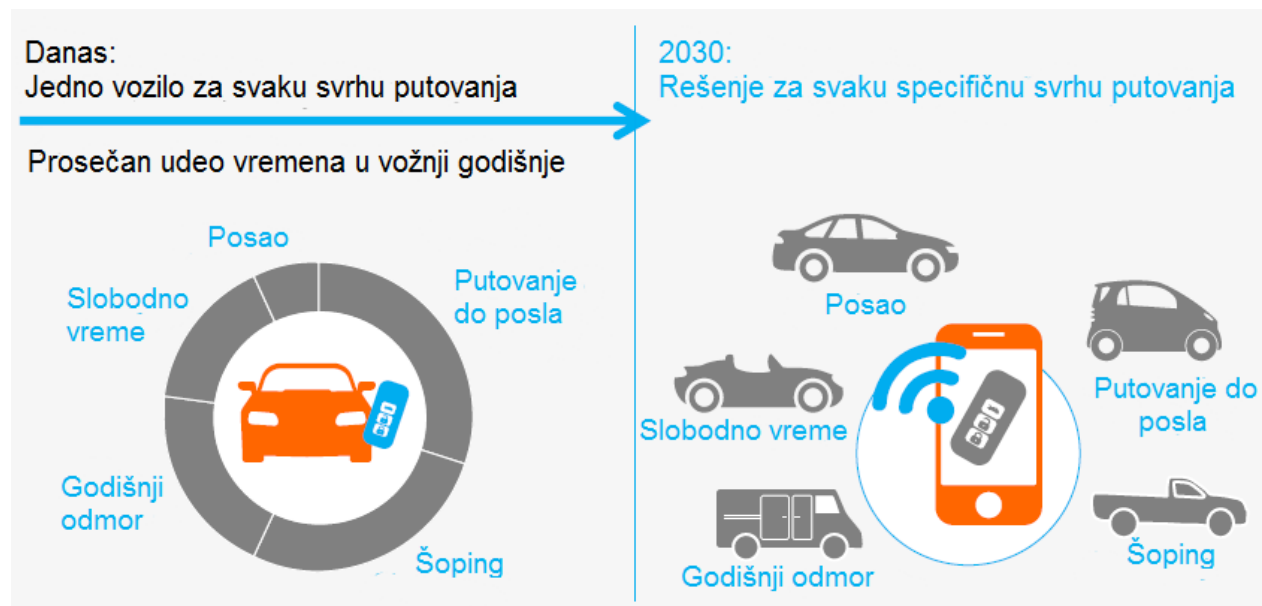 Danas:
Jedno vozilo za svaku svrhu putovanja
Prosečan udeo vremena u vožnji godišnje
Posao
Putovanje
do posla
Slobodno
vreme
Godišnji
odmor
Šoping
2030:
Rešenje za svaku specifičnu svrhu putovanja
Posao
Putovanje do
posla
Slobodno vreme
Godišnji odmor
Šoping